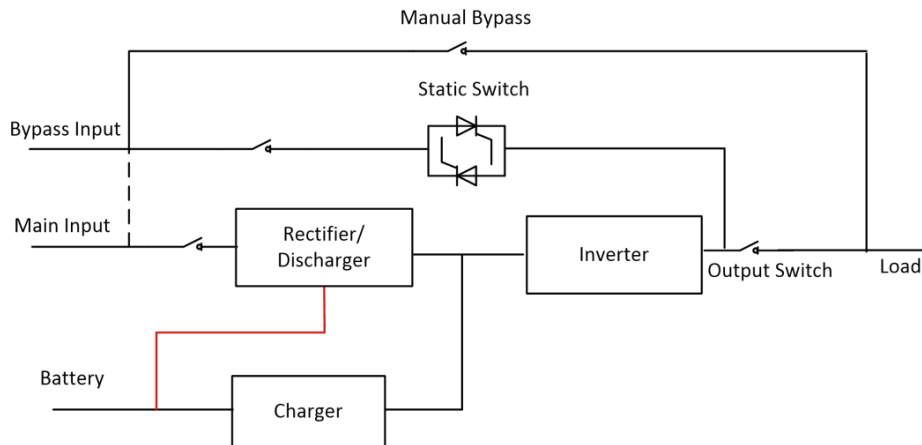 Manual Bypass
Static Switch
Bypass Input
Main Input
Rectifier/
Discharger
Inverter
Output Switch
Load
Battery
Charger